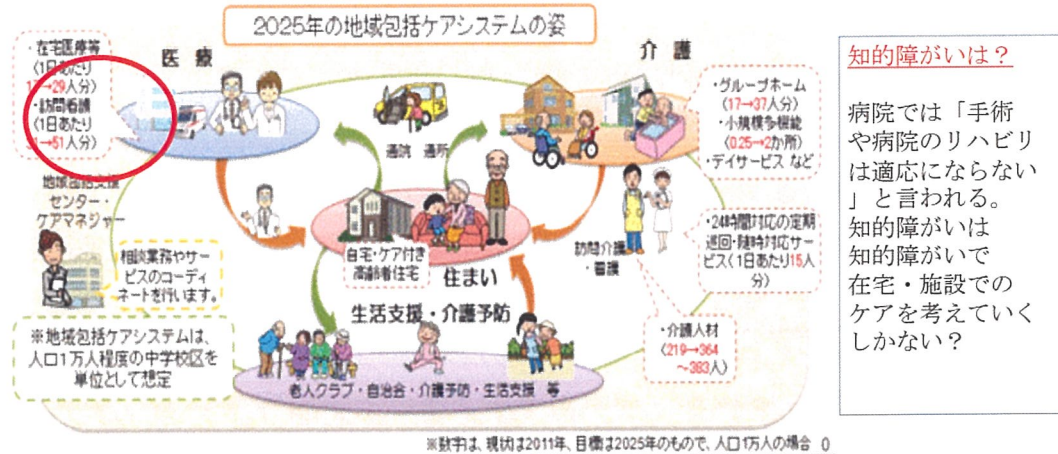 2025年の地域包括ケアシステムの姿
・在宅医療等
(1日あたり
17→29人分)
・訪問看護
(1日あたり
→51人分)
医療
介護
・グループホーム
(17→37人分)
・小規模多機能
(0.25→2か所)
・デイサービス など
通院 通所
地域包括支援
センター・
ケアマネジャー
相談業務やサー
ビスのコーディ
ネートを行います。
自宅・ケア付き
高齢者住宅
住まい
訪問介護
・看護
・24時間対応の定期
巡回・随時対応サー
ビス(1日あたり15人
分)
生活支援・介護予防
※地域包括ケアシステムは、
人口1万人程度の中学校区を
単位として想定
・介護人材
(219→364
～383人)
老人クラブ・自治会・介護予防・生活支援 等
※数字は、現状は2011年、目標は2025年のもので、人口1万人の場合 0
知的障がいは？
病院では「手術
や病院のリハビリ
は適応にならない
」と言われる。
知的障がいは
知的障がいで
在宅・施設での
ケアを考えていく
しかない？